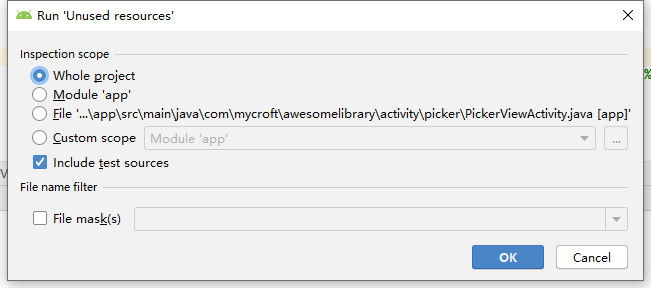 Run 'Unused resources'
Inspection scope
Whole project
Module 'app'
File '...\app\src\main\java\com\mycroft\awesomelibrary\activity\picker\PickerViewActivity.java [app]'
Custom scope Module 'app' ...
Include test sources
File name filter
File mask(s)
OK Cancel
%
V